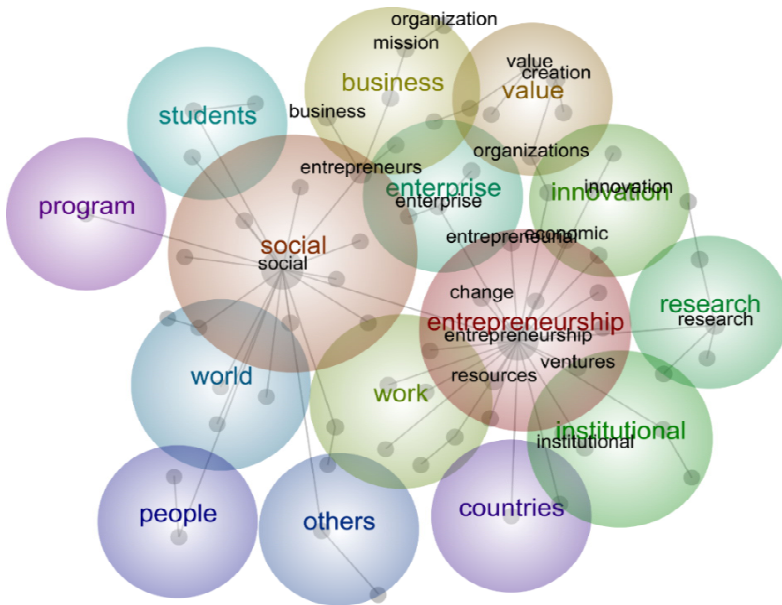 organization
mission
value
creation
business
value
students
business
organizations
entrepreneurs
enterprise
innovation
innovation
enterprise
program
economic
entrepreneurial
social
social
change
research
research
entrepreneurship
entrepreneurship
ventures
world
resources
work
institutional
institutional
people
others
countries